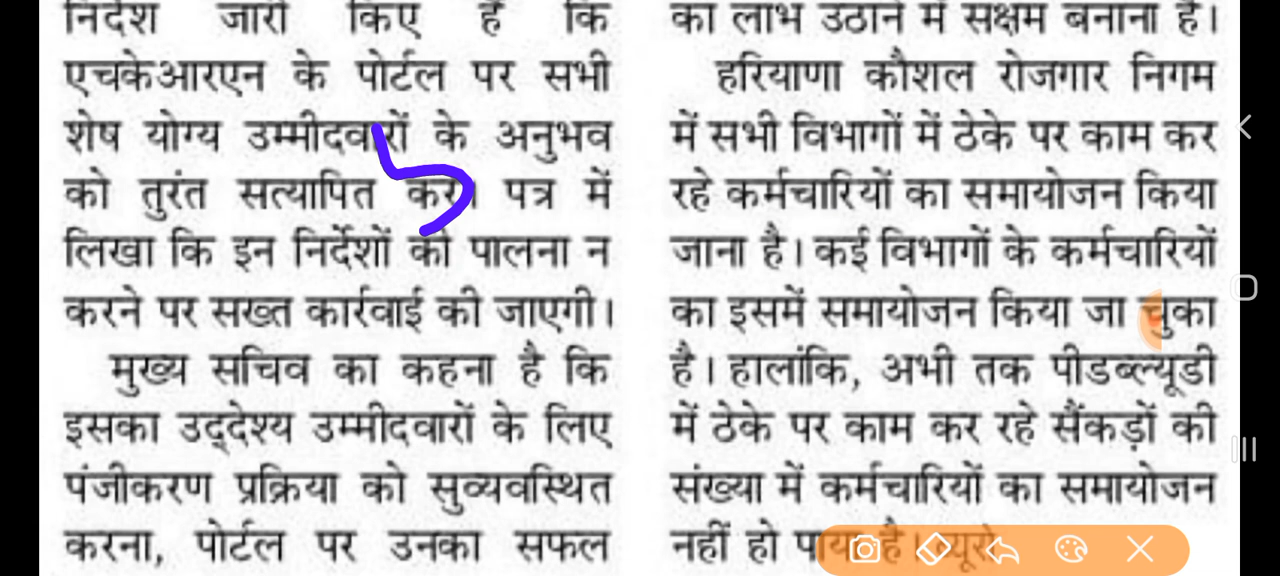 निर्देश जारी किए हैं कि
एचकेआरएन के पोर्टल पर सभी
शेष योग्य उम्मीदवारों के अनुभव
को तुरंत सत्यापित करें। पत्र में
लिखा कि इन निर्देशों की पालना न
करने पर सख्त कार्रवाई की जाएगी।
मुख्य सचिव का कहना है कि
इसका उद्देश्य उम्मीदवारों के लिए
पंजीकरण प्रक्रिया को सुव्यवस्थित
करना, पोर्टल पर उनका सफल
का लाभ उठाने में सक्षम बनाना है।
हरियाणा कौशल रोजगार निगम
में सभी विभागों में ठेके पर काम कर
रहे कर्मचारियों का समायोजन किया
जाना है। कई विभागों के कर्मचारियों
का इसमें समायोजन किया जा चुका
है। हालांकि, अभी तक पीडब्ल्यूडी
में ठेके पर काम कर रहे सैंकड़ों की
संख्या में कर्मचारियों का समायोजन
नहीं हो पाया है। ब्यूरो